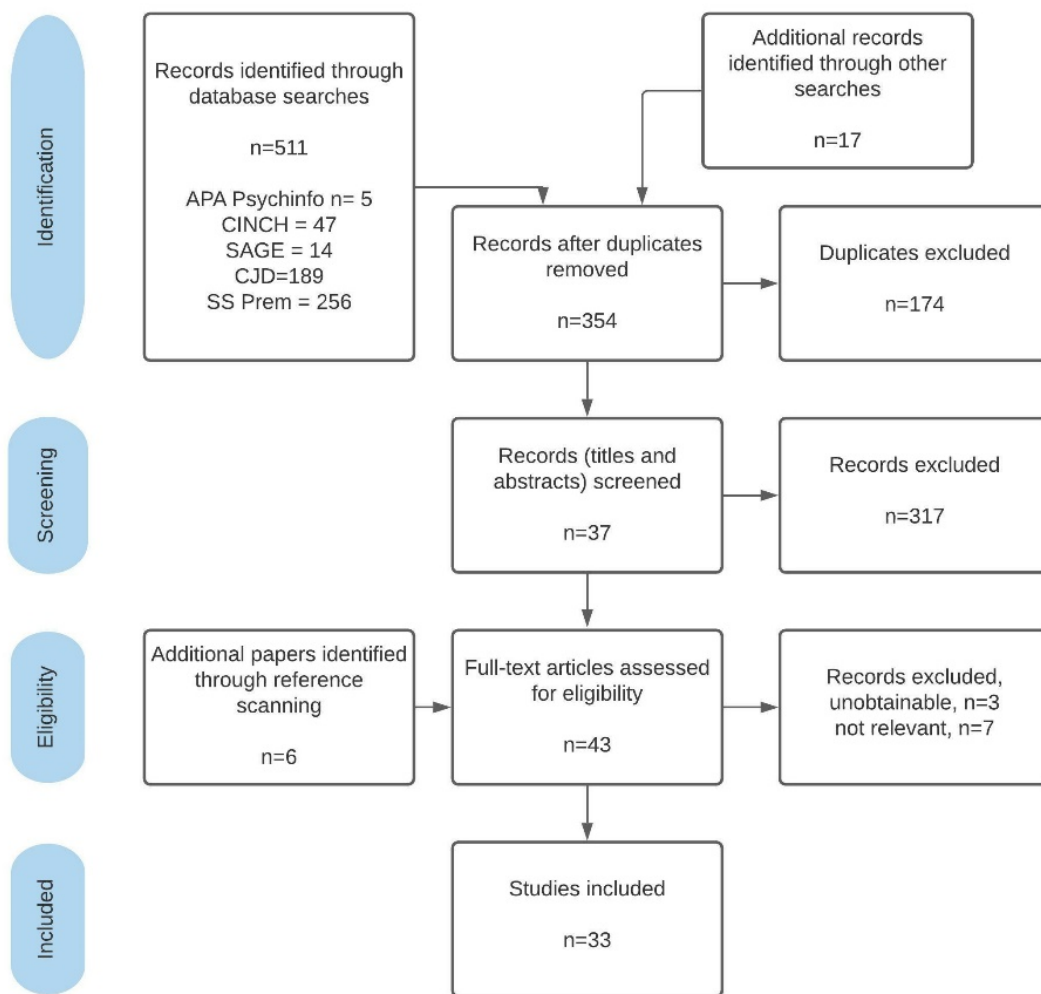 Identification
Records identified through
database searches
n=511
APA Psychinfo n= 5
CINCH = 47
SAGE = 14
CJD=189
SS Prem = 256
Additional records
identified through other
searches
n=17
Records after duplicates
removed
n=354
Duplicates excluded
n=174
Screening
Records (titles and
abstracts) screened
n=37
Records excluded
n=317
Eligibility
Additional papers identified
through reference
scanning
n=6
Full-text articles assessed
for eligibility
n=43
Records excluded,
unobtainable, n=3
not relevant, n=7
Included
Studies included
n=33